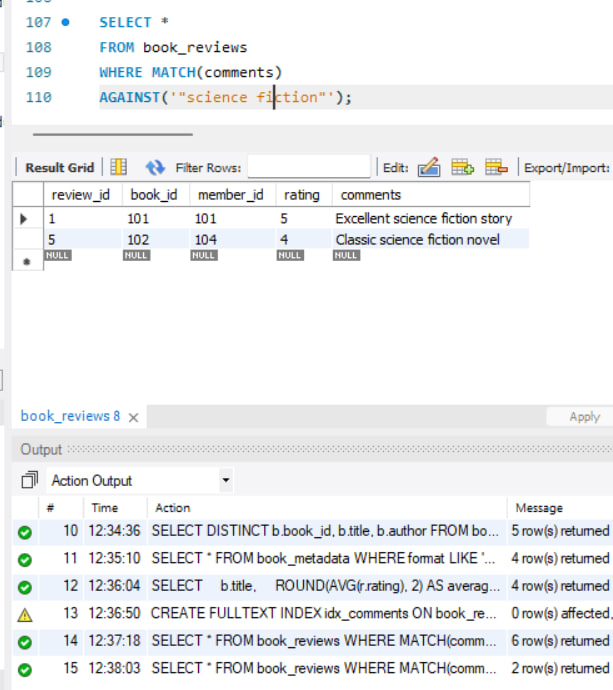 107 SELECT *
108 FROM book_reviews
109 WHERE MATCH(comments)
110 AGAINST('"science fiction"');
Result Grid Filter Rows: Edit: Export/Import:
review_id book_id member_id rating comments
1 101 101 5 Excellent science fiction story
5 102 104 4 Classic science fiction novel
NULL NULL NULL NULL NULL
book_reviews 8 × Apply
Output
Action Output
# Time Action Message
10 12:34:36 SELECT DISTINCT b.book_id, b.title, b.author FROM bo... 5 row(s) returned
11 12:35:10 SELECT * FROM book_metadata WHERE format LIKE '... 4 row(s) returned
12 12:36:04 SELECT b.title, ROUND(AVG(r.rating), 2) AS averag... 4 row(s) returned
13 12:36:50 CREATE FULLTEXT INDEX idx_comments ON book_re... 0 row(s) affected,
14 12:37:18 SELECT * FROM book_reviews WHERE MATCH(comm... 6 row(s) returned
15 12:38:03 SELECT * FROM book_reviews WHERE MATCH(comm... 2 row(s) returned